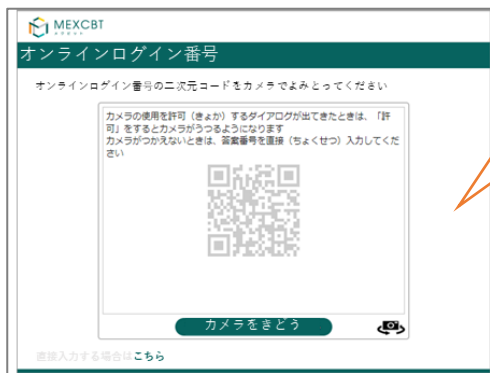 MEXCBT
オンラインログイン番号
オンラインログイン番号の二次元コードをカメラでよみとってください
カメラの使用を許可（きょか）するダイアログが出てきたときは、「許
可」をするとカメラがうつるようになります
カメラがつかえないときは、答案番号を直接（ちょくせつ）入力してくだ
さい
カメラをきどう
直接入力する場合はこちら